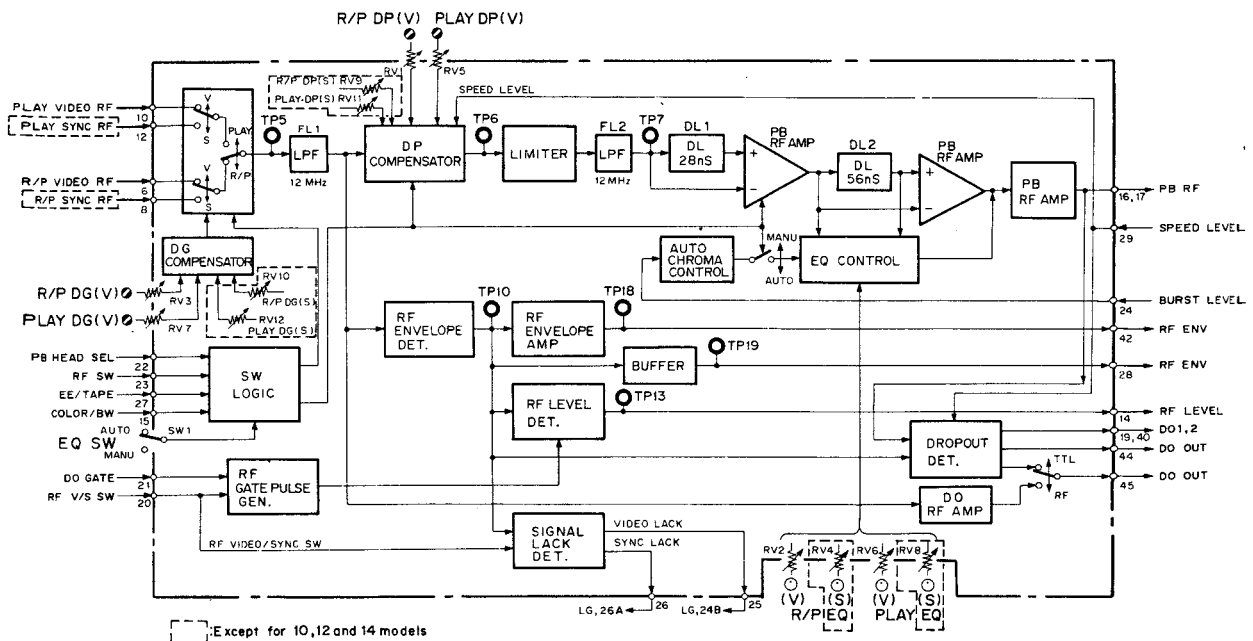 R/P DP(V) PLAY DP(V)
RV1
RV5
R/P DP(S) RV9
PLAY-DP(S) RV11
SPEED LEVEL
PLAY VIDEO RF
10
PLAY SYNC RF
12
R/P VIDEO RF
6
R/P SYNC RF
8
V
S
PLAY
R/P
V
S
TP5
FL1
LPF
12 MHz
DP
COMPENSATOR
TP6
LIMITER
FL2
LPF
12 MHz
TP7
DL1
DL
28nS
PB
RF AMP
DL2
DL
56nS
PB
RF AMP
PB
RF AMP
+
−
+
−
PB RF
16, 17
SPEED LEVEL
29
DG
COMPENSATOR
AUTO
CHROMA
CONTROL
MANU
AUTO
EQ CONTROL
BURST LEVEL
24
R/P DG(V)
RV3
PLAY DG(V)
RV7
RV10
R/P DG(S)
RV12
PLAY DG(S)
RF
ENVELOPE
DET.
TP10
RF
ENVELOPE
AMP
TP18
RF ENV
42
BUFFER
TP19
RF ENV
28
PB HEAD SEL
22
RF SW
23
EE/TAPE
27
COLOR/BW
15
SW
LOGIC
AUTO
EQ SW
MANU
SW1
RF LEVEL
DET.
TP13
RF LEVEL
14
DROPOUT
DET.
DO1,2
19, 40
DO OUT
44
TTL
RF
DO OUT
45
DO GATE
21
RF V/S SW
20
RF
GATE PULSE
GEN.
DO
RF AMP
RF VIDEO/SYNC SW
SIGNAL
LACK
DET.
VIDEO LACK
SYNC LACK
RV2
RV4
RV6
RV8
(V)
(S)
(V)
(S)
R/P EQ
PLAY EQ
LG, 26A
26
LG, 24B
25
:Except for 10, 12 and 14 models